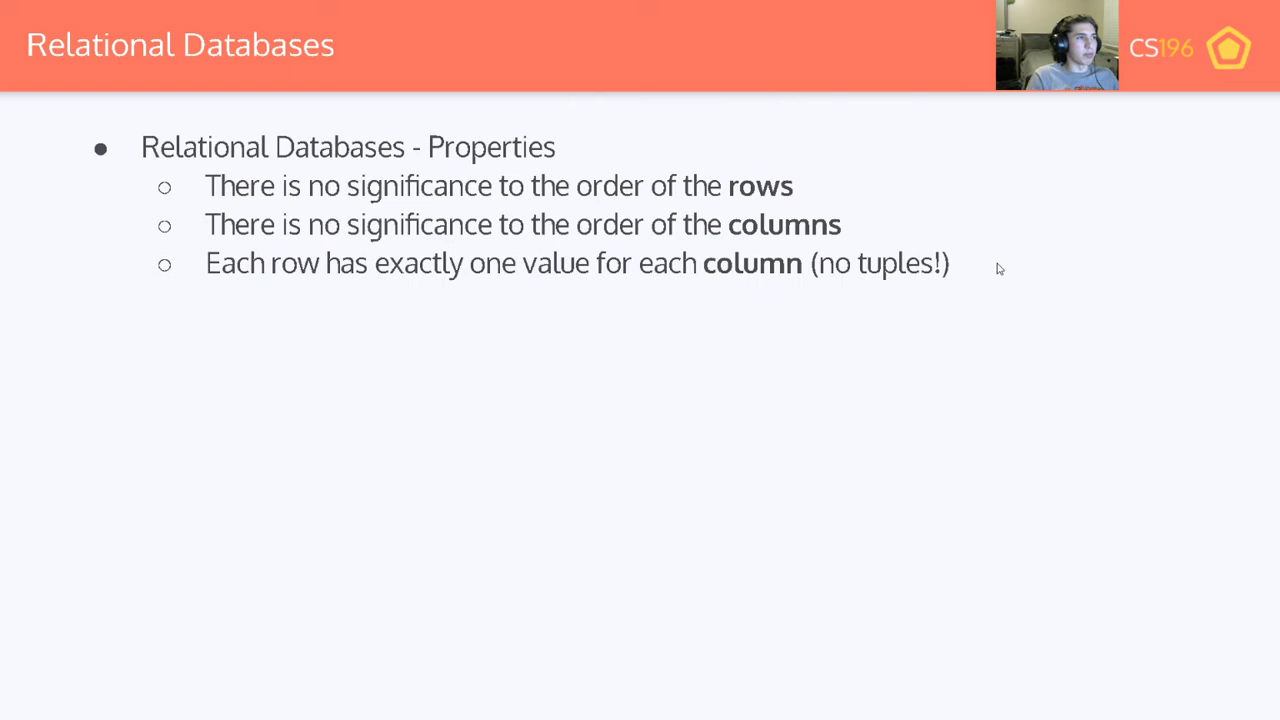 Relational Databases
CS196
● Relational Databases - Properties
○ There is no significance to the order of the rows
○ There is no significance to the order of the columns
○ Each row has exactly one value for each column (no tuples!)